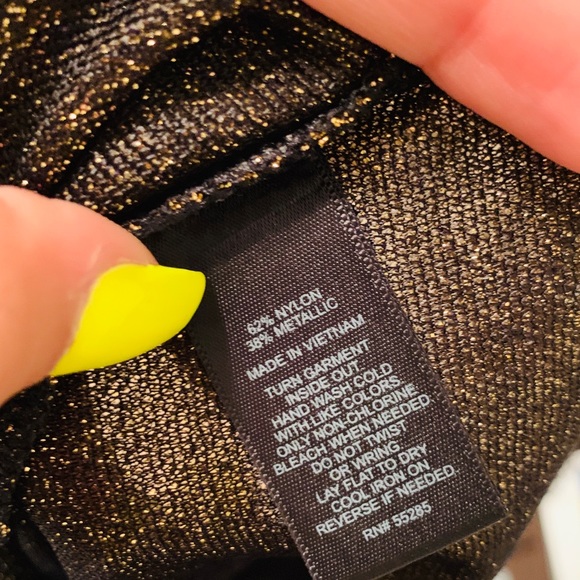 62% NYLON
38% METALLIC
MADE IN VIETNAM
TURN GARMENT
INSIDE OUT
HAND WASH COLD
WITH LIKE COLORS
ONLY NON-CHLORINE
BLEACH WHEN NEEDED
DO NOT TWIST
OR WRING
LAY FLAT TO DRY
COOL IRON ON
REVERSE IF NEEDED.
RN# 55285